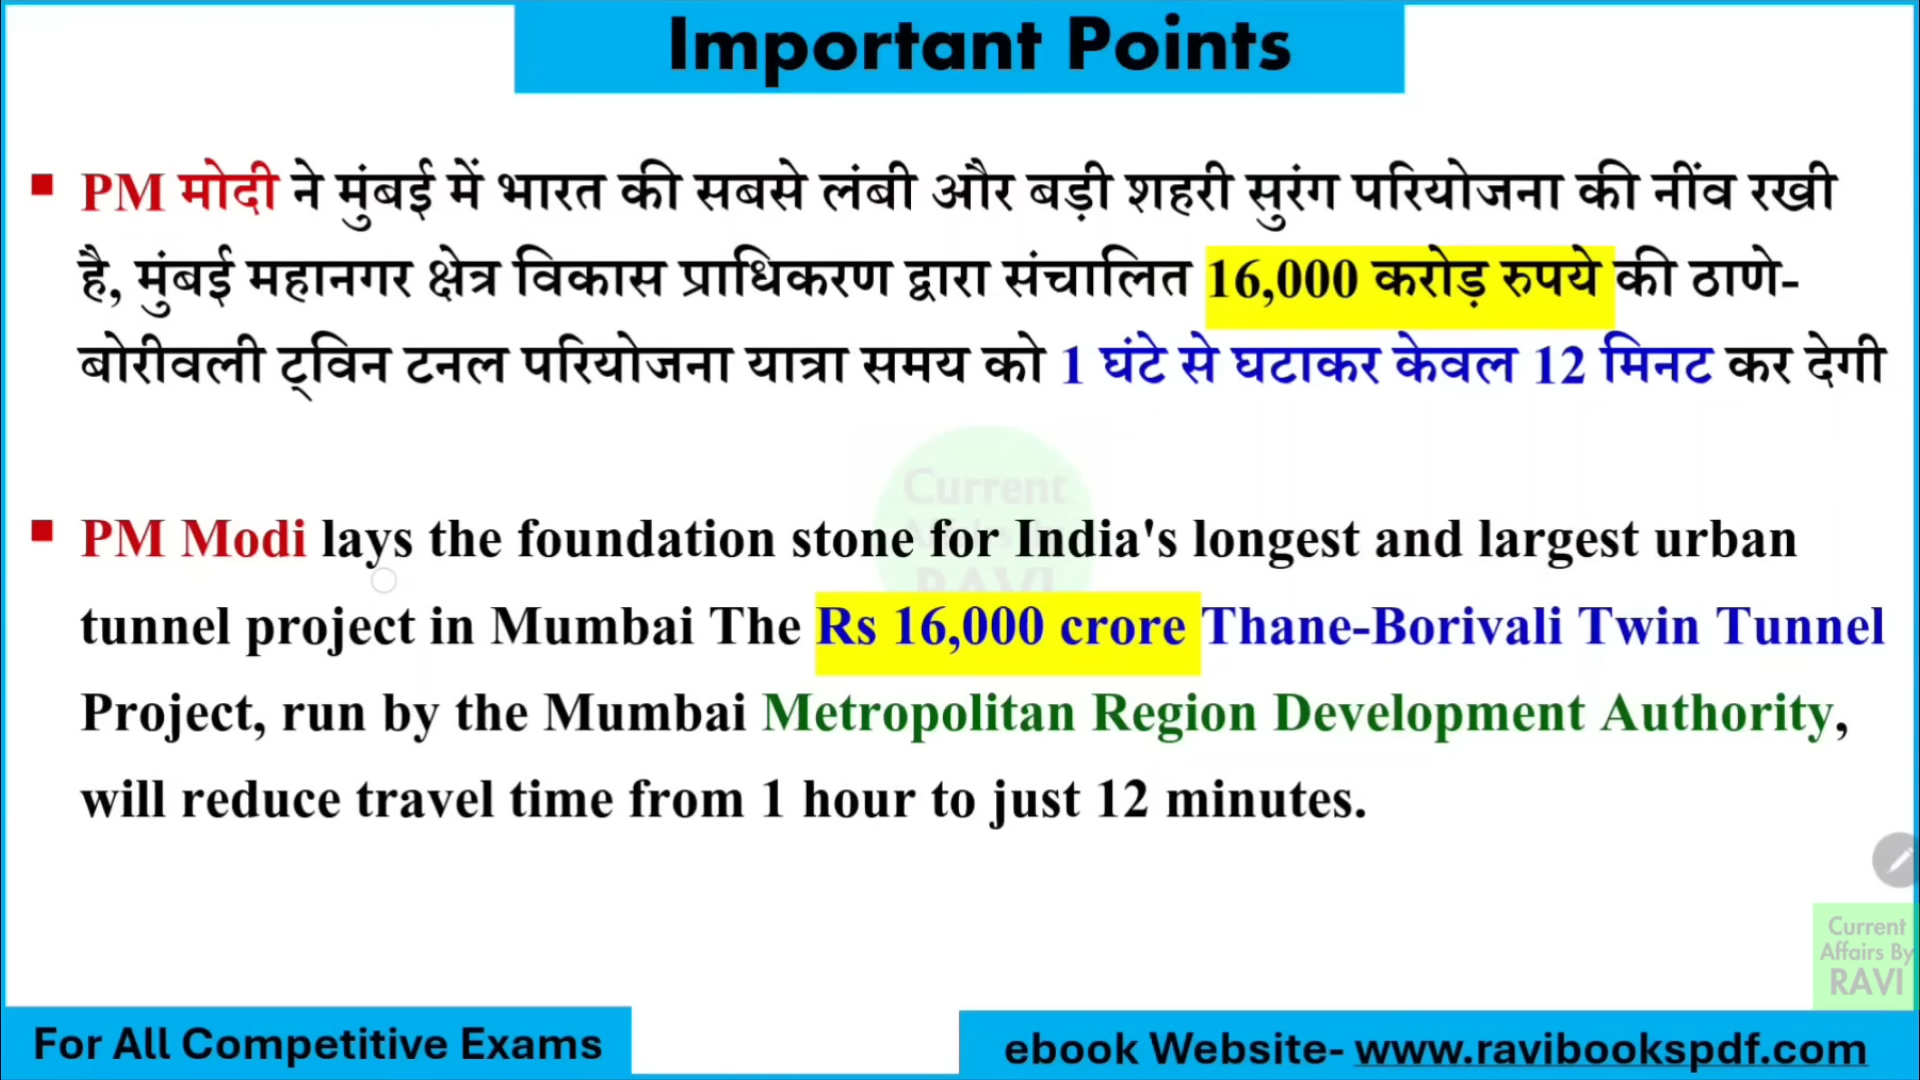 Important Points
PM मोदी ने मुंबई में भारत की सबसे लंबी और बड़ी शहरी सुरंग परियोजना की नींव रखी
है, मुंबई महानगर क्षेत्र विकास प्राधिकरण द्वारा संचालित 16,000 करोड़ रुपये की ठाणे-
बोरीवली ट्विन टनल परियोजना यात्रा समय को 1 घंटे से घटाकर केवल 12 मिनट कर देगी
Current
RAVI
PM Modi lays the foundation stone for India's longest and largest urban
tunnel project in Mumbai The Rs 16,000 crore Thane-Borivali Twin Tunnel
Project, run by the Mumbai Metropolitan Region Development Authority,
will reduce travel time from 1 hour to just 12 minutes.
Current
Affairs By
RAVI
For All Competitive Exams
ebook Website- www.ravibookspdf.com